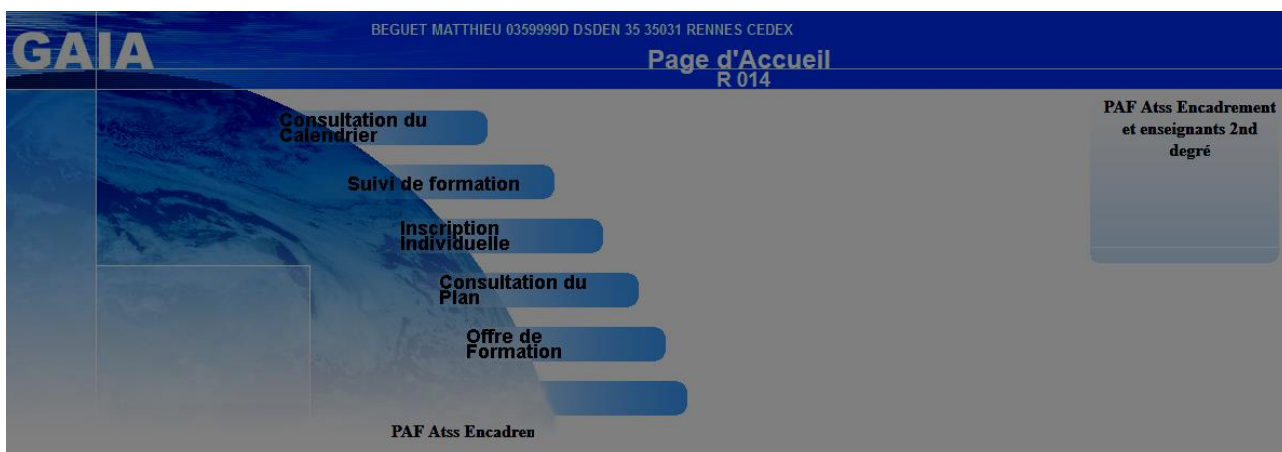 GAIA
BEGUET MATTHIEU 0359999D DSDEN 35 35031 RENNES CEDEX
Page d'Accueil
R 014
Consultation du
Calendrier
Suivi de formation
Inscription
Individuelle
Consultation du
Plan
Offre de
Formation
PAF Atss Encadrement
et enseignants 2nd
degré
PAF Atss Encadren